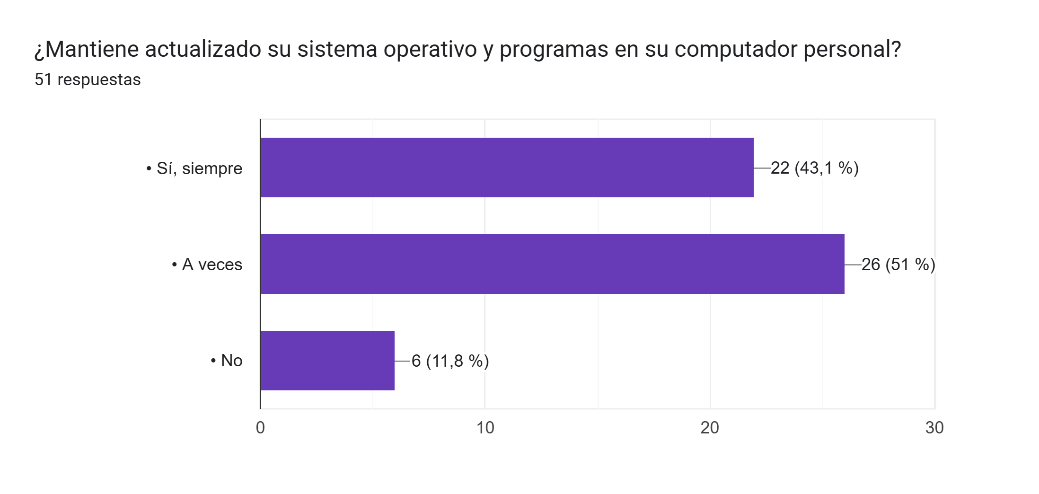 ¿Mantiene actualizado su sistema operativo y programas en su computador personal?
51 respuestas
• Sí, siempre
22 (43,1 %)
• A veces
26 (51 %)
• No
6 (11,8 %)
0 10 20 30